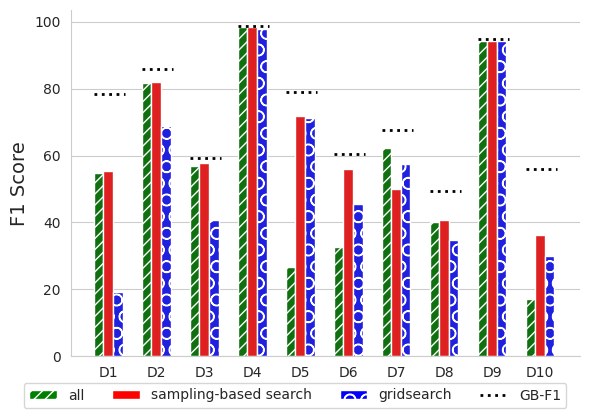 100
80
60
40
20
0
F1 Score
D1 D2 D3 D4 D5 D6 D7 D8 D9 D10
all sampling-based search gridsearch GB-F1